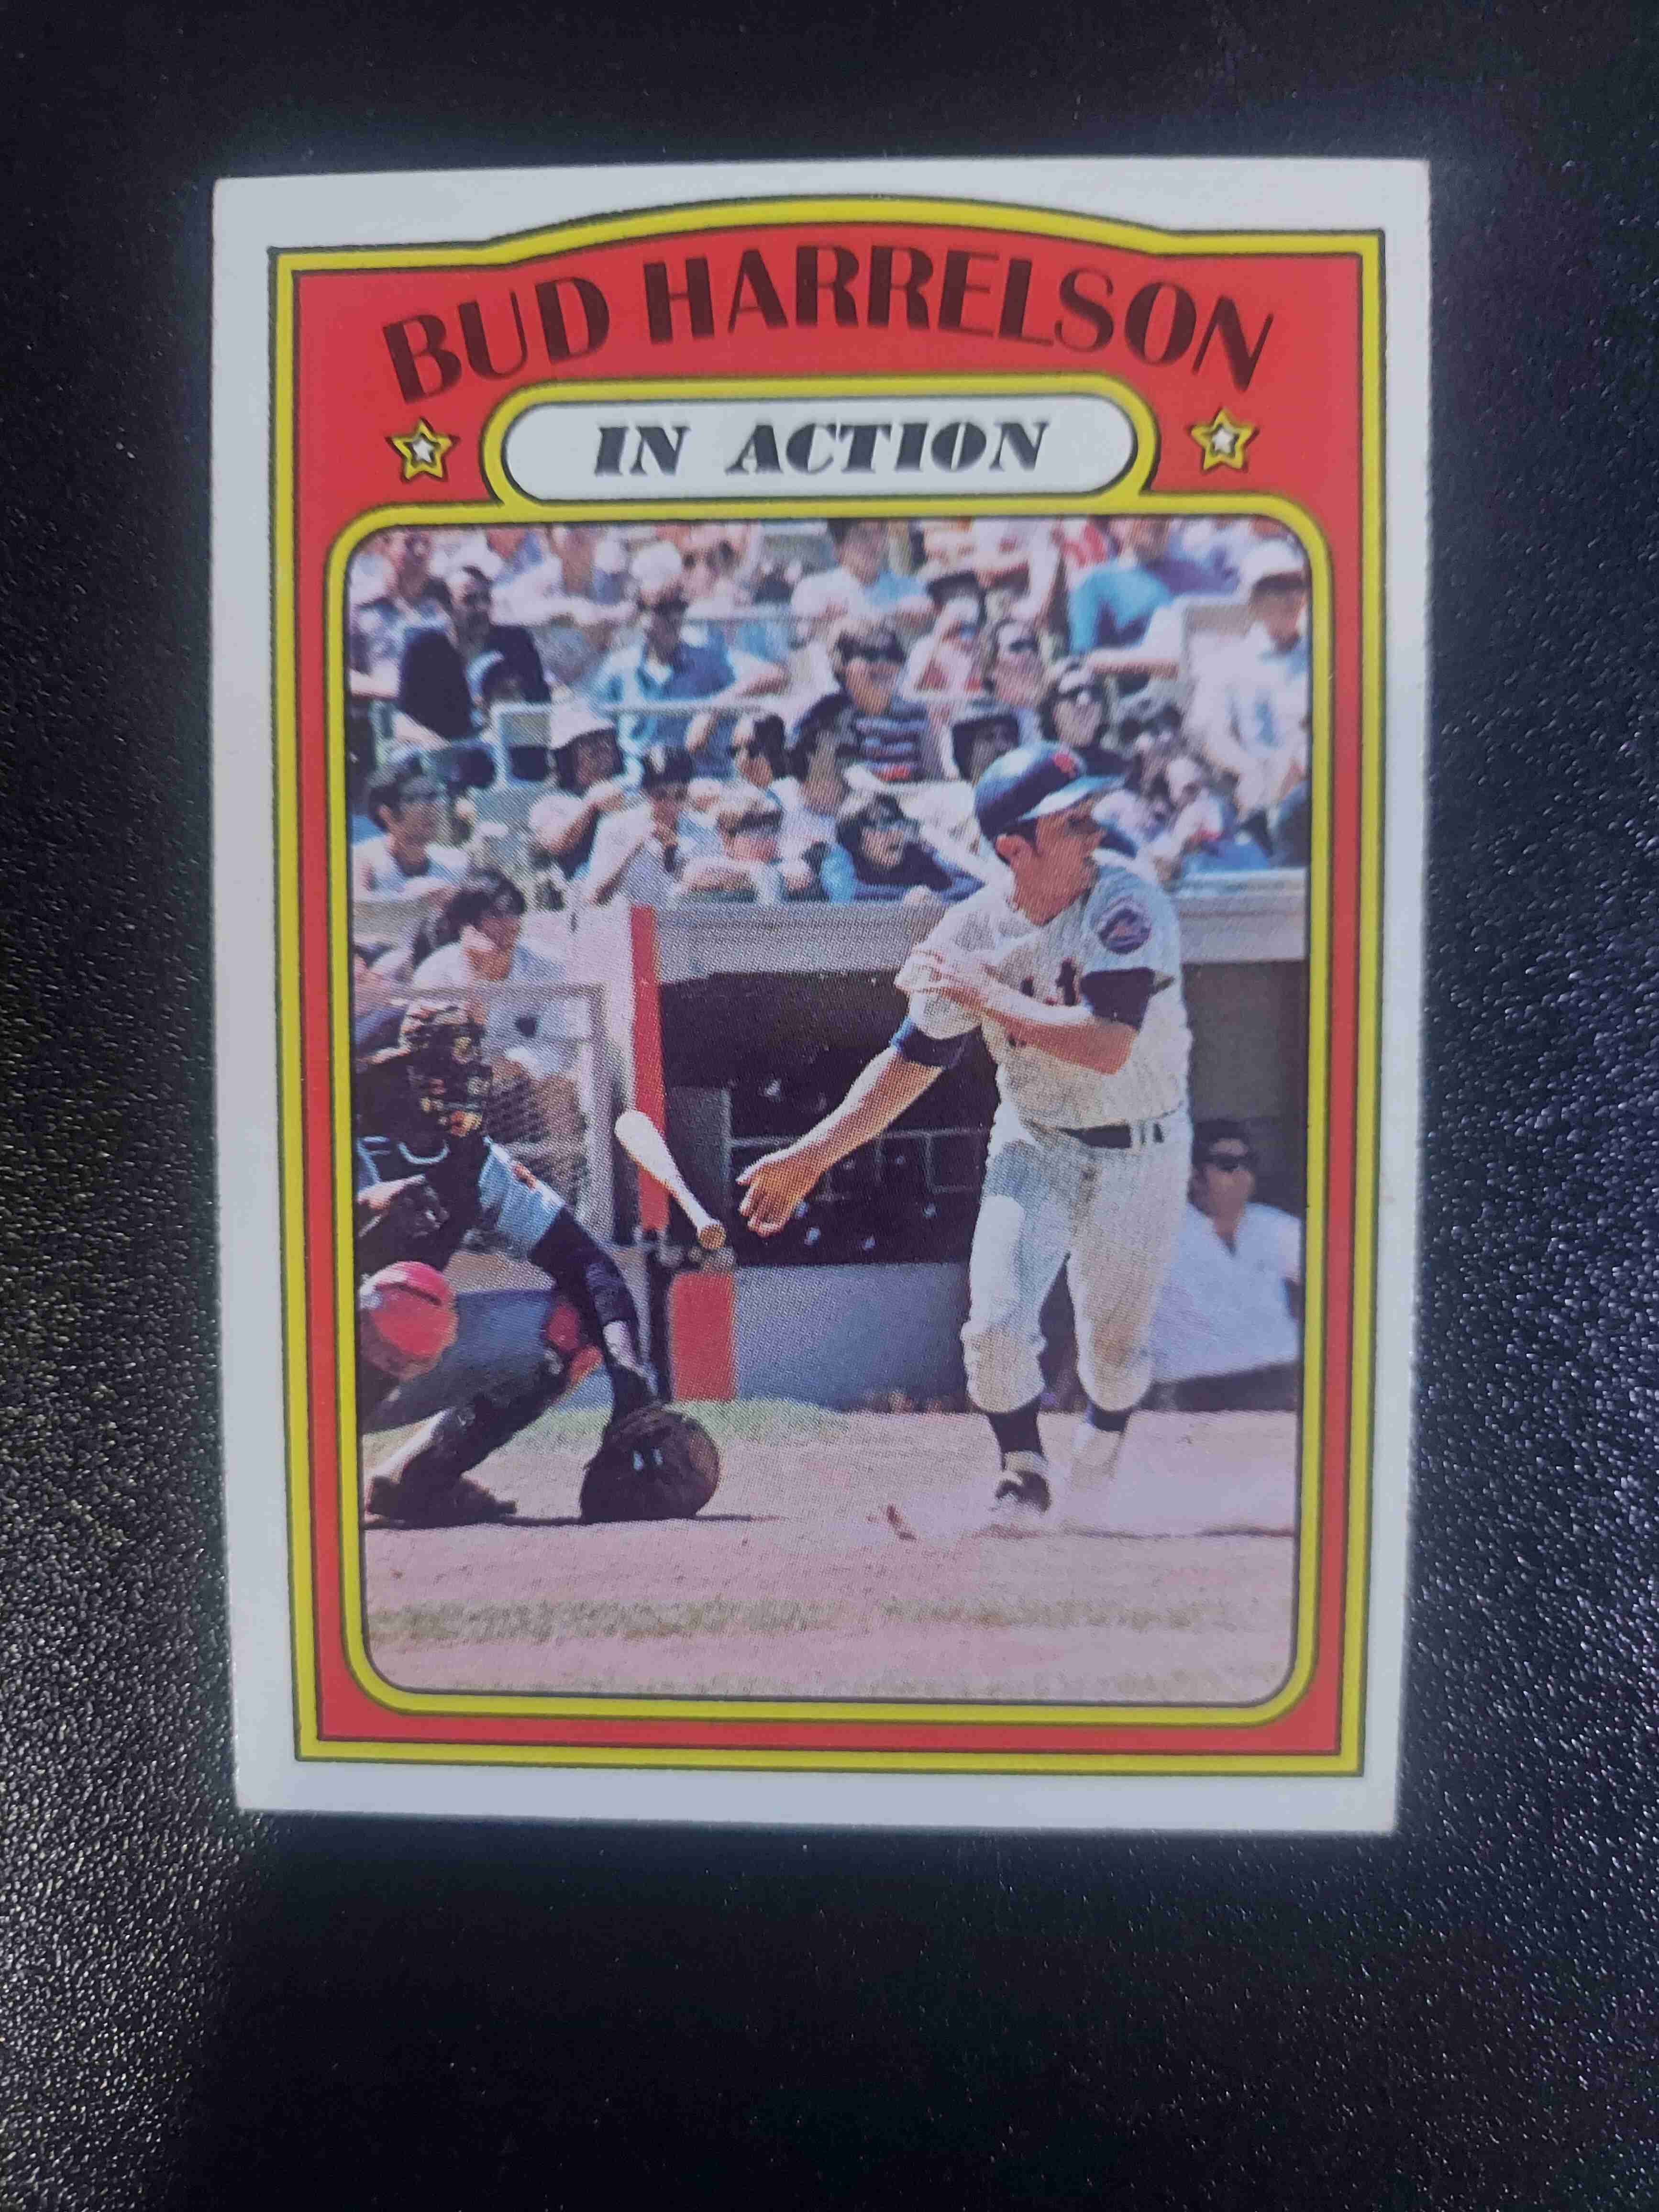 BUD HARRELSON
IN ACTION